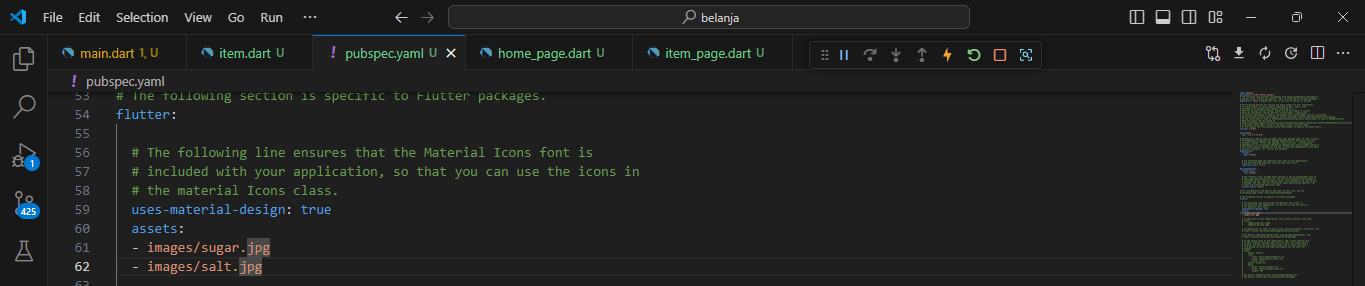 File Edit Selection View Go Run ··· belanja
main.dart 1, U item.dart U pubspec.yaml U home_page.dart U item_page.dart U
! pubspec.yaml
53 # The following section is specific to Flutter packages.
54 flutter:
55
56 # The following line ensures that the Material Icons font is
57 # included with your application, so that you can use the icons in
58 # the material Icons class.
59 uses-material-design: true
60 assets:
61 - images/sugar.jpg
62 - images/salt.jpg
63
1
425